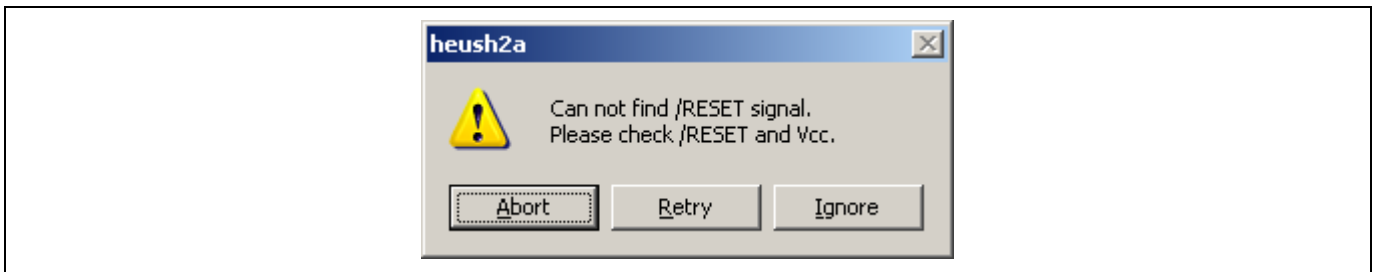 heush2a
Can not find /RESET signal.
Please check /RESET and Vcc.
Abort Retry Ignore